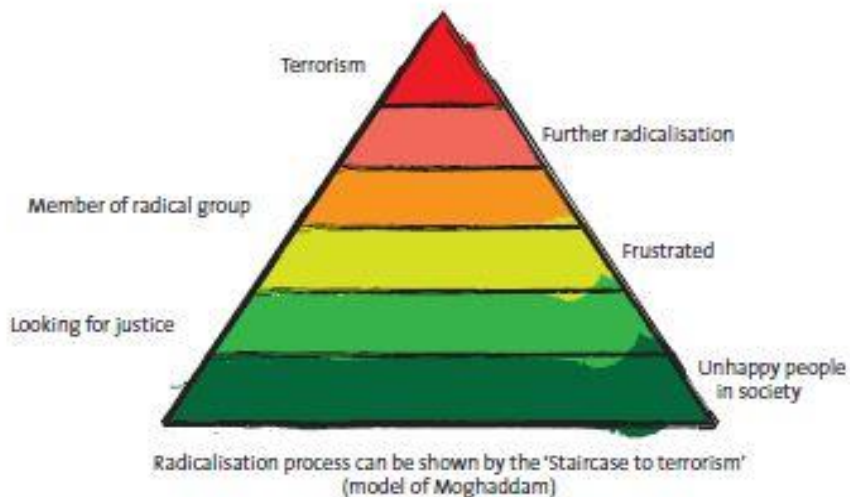 Terrorism
Further radicalisation
Member of radical group
Frustrated
Looking for justice
Unhappy people
in society
Radicalisation process can be shown by the 'Staircase to terrorism'
(model of Moghaddam)